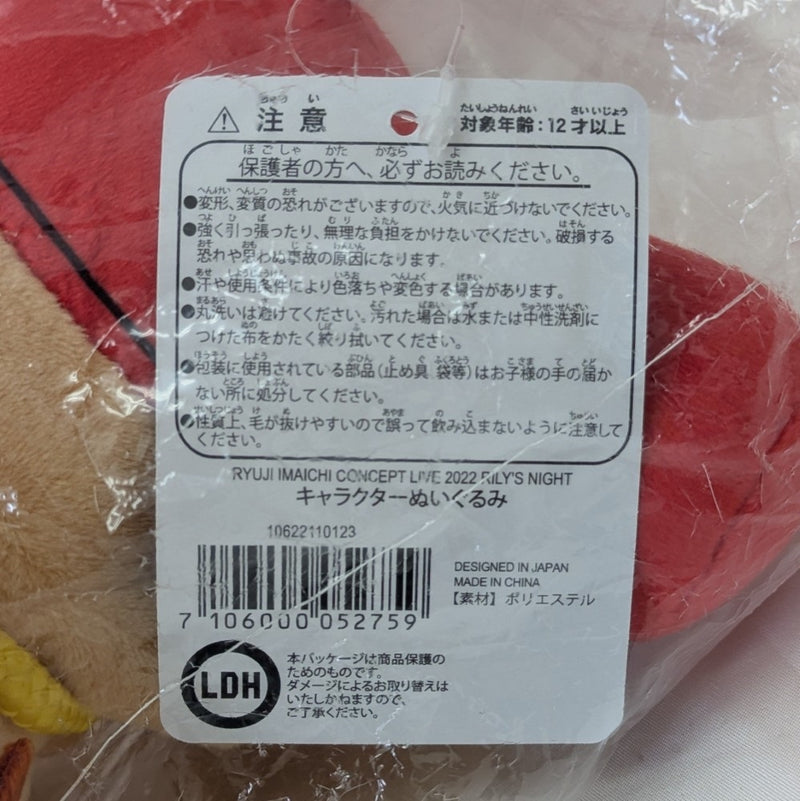 ⚠ 注意
対象年齢:12才以上
保護者の方へ、必ずお読みください。
●変形、変質の恐れがございますので、火気に近づけないでください。
●強く引っ張ったり、無理な負担をかけないでください。破損する
恐れや思わぬ事故の原因になります。
●汗や使用条件により色落ちや変色する場合があります。
●丸洗いは避けてください。汚れた場合は水または中性洗剤に
つけた布をかたく絞り拭いてください。
●包装に使用されている部品(止め具、袋等)はお子様の手の届か
ない所に処分してください。
●性質上、毛が抜けやすいので誤って飲み込まないように注意して
ください。
RYUJI IMAICHI CONCEPT LIVE 2022 RILY'S NIGHT
キャラクターぬいぐるみ
10622110123
7 106000 052759
DESIGNED IN JAPAN
MADE IN CHINA
【素材】ポリエステル
LDH
本パッケージは商品保護の
ためのものです。
ダメージによるお取り替えは
いたしかねますので、
ご了承ください。